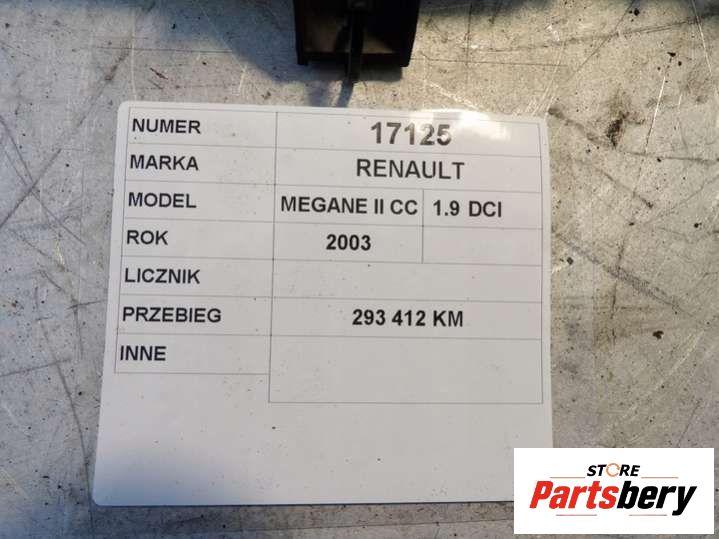 NUMER 17125
MARKA RENAULT
MODEL MEGANE II CC 1.9 DCI
ROK 2003
LICZNIK
PRZEBIEG 293 412 KM
INNE
STORE
Partsbery